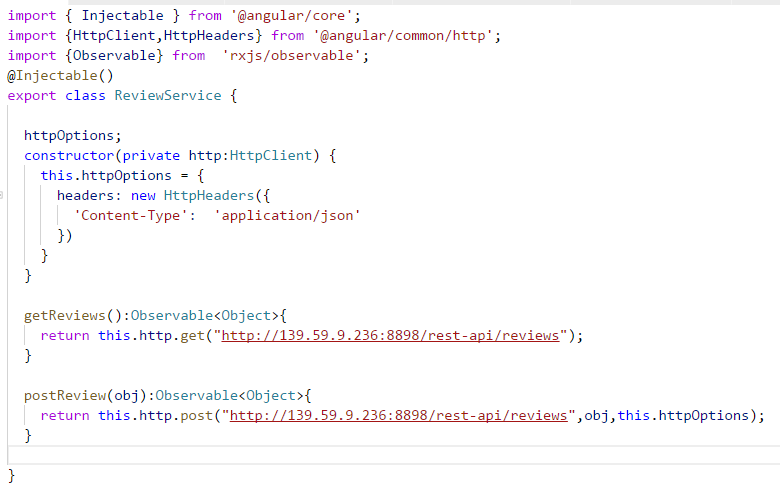 import { Injectable } from '@angular/core';
import {HttpClient,HttpHeaders} from '@angular/common/http';
import {Observable} from  'rxjs/observable';
@Injectable()
export class ReviewService {
httpOptions;
constructor(private http:HttpClient) {
this.httpOptions = {
headers: new HttpHeaders({
'Content-Type':  'application/json'
})
}
}
getReviews():Observable<Object>{
return this.http.get("http://139.59.9.236:8898/rest-api/reviews");
}
postReview(obj):Observable<Object>{
return this.http.post("http://139.59.9.236:8898/rest-api/reviews",obj,this.httpOptions);
}
}